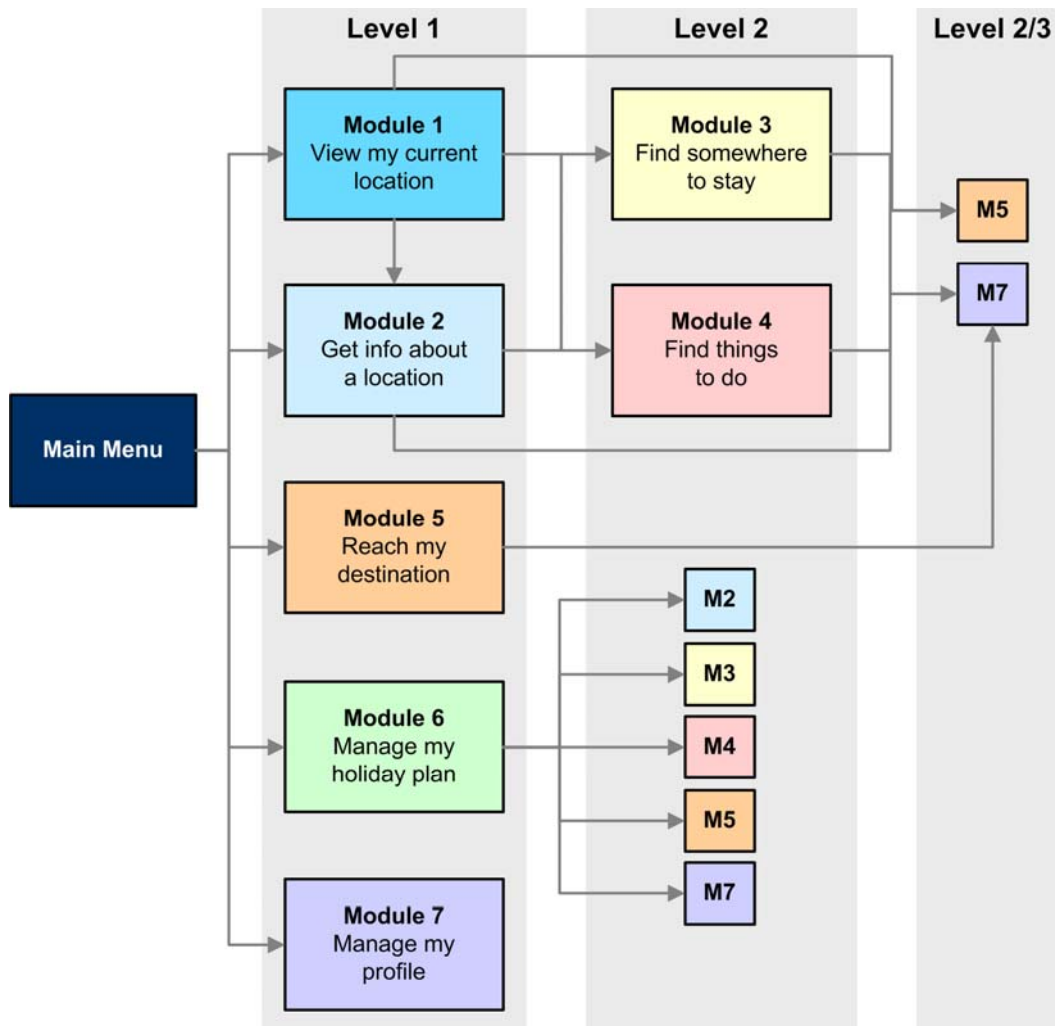 Level 1
Level 2
Level 2/3
Module 1
View my current
location
Module 3
Find somewhere
to stay
M5
M7
Module 2
Get info about
a location
Module 4
Find things
to do
Main Menu
Module 5
Reach my
destination
M2
M3
Module 6
Manage my
holiday plan
M4
M5
M7
Module 7
Manage my
profile